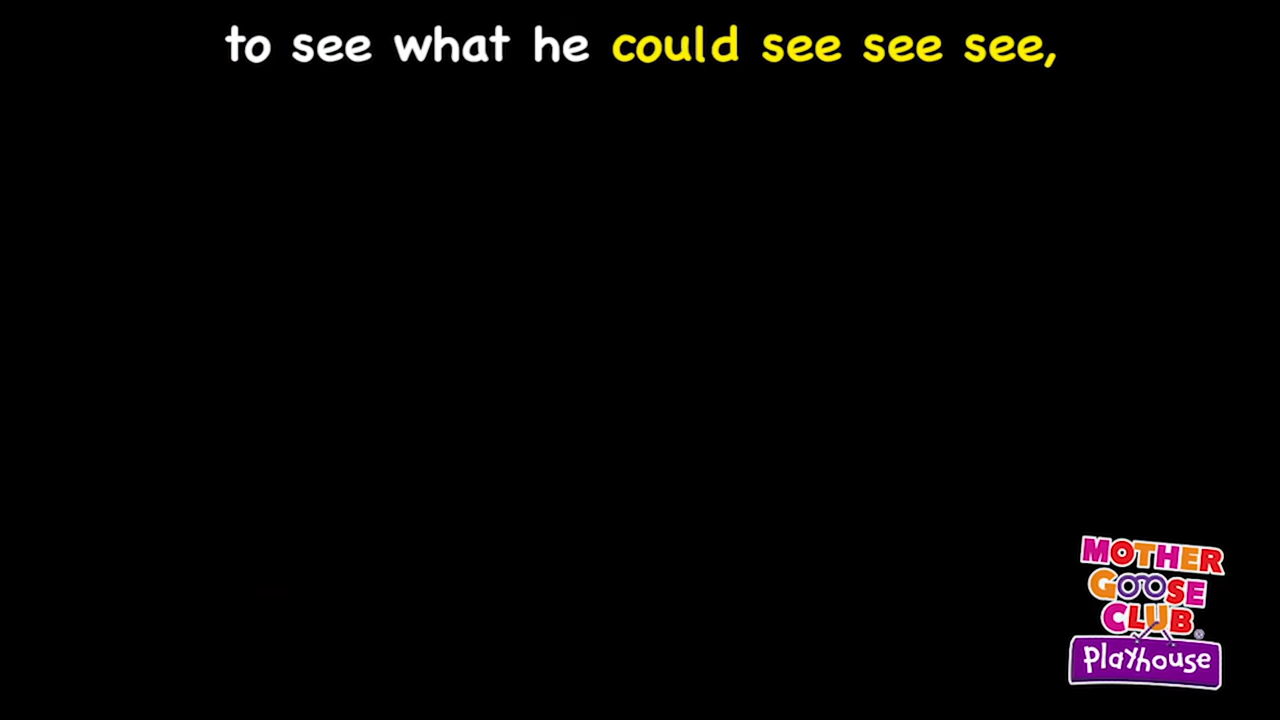 to see what he could see see see,
MOTHER
GOOSE
CLUB
Playhouse